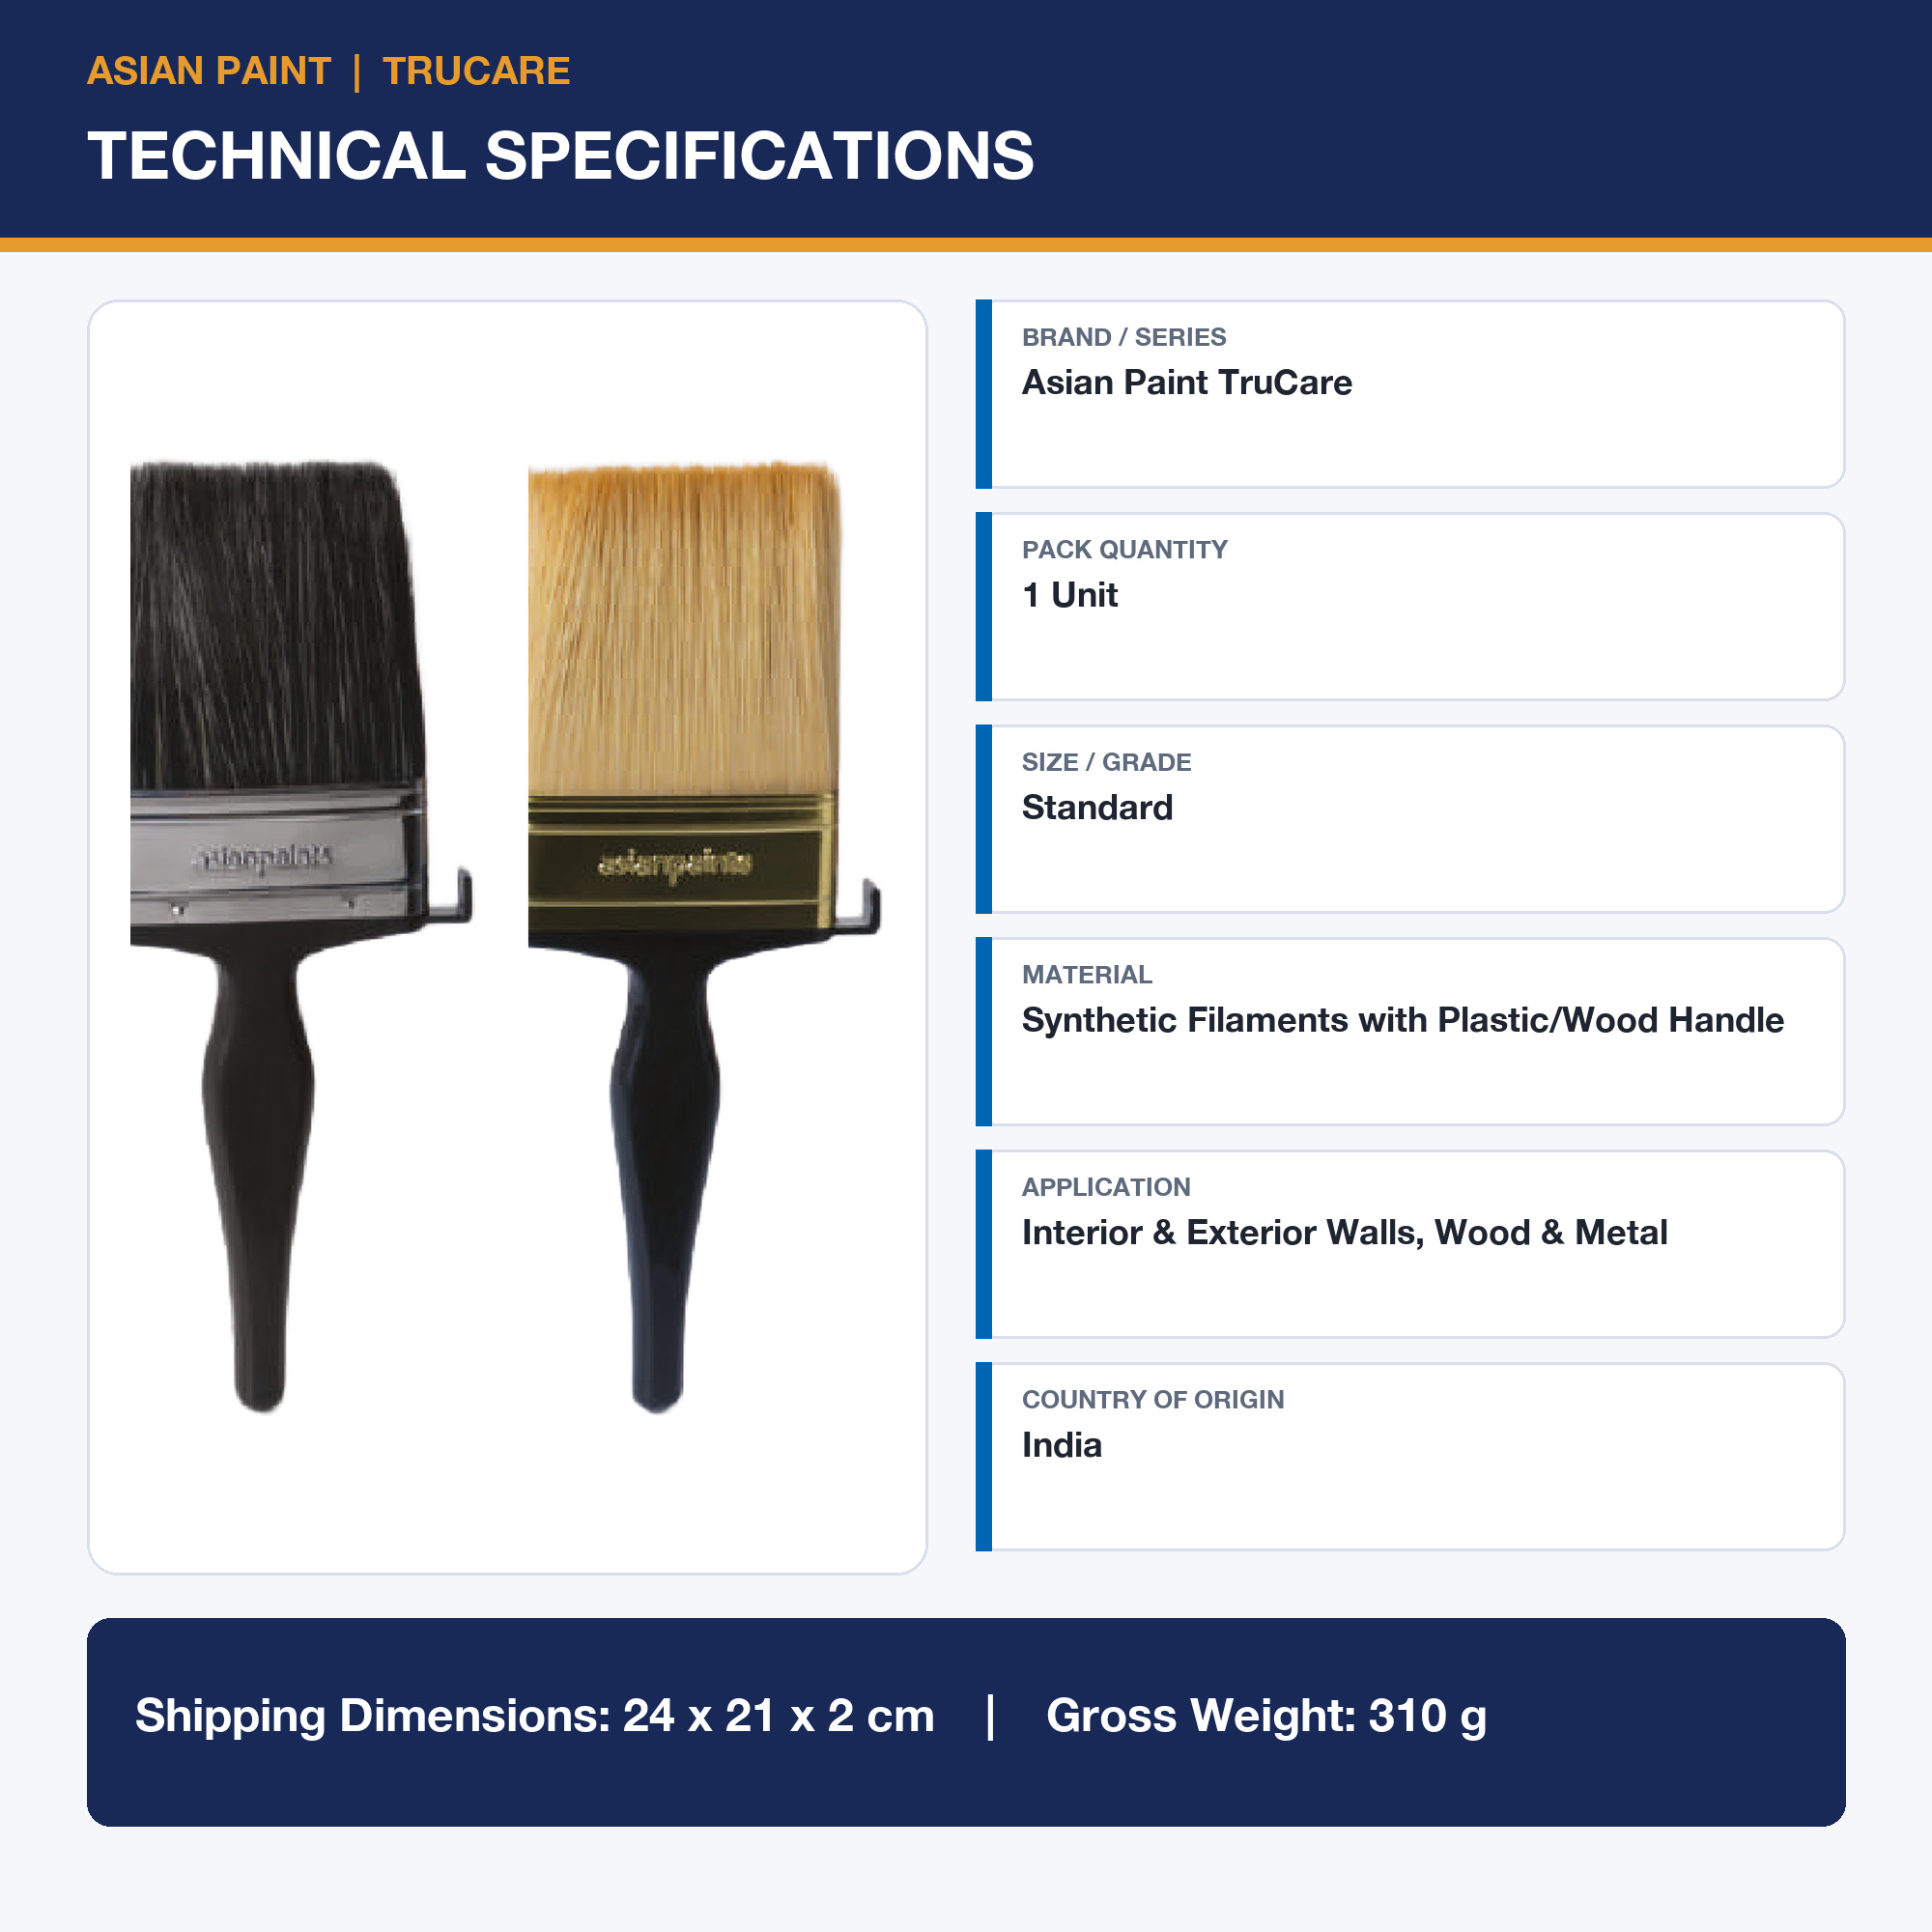 ASIAN PAINT | TRUCARE
TECHNICAL SPECIFICATIONS
asianpaints
asianpaints
BRAND / SERIES
Asian Paint TruCare
PACK QUANTITY
1 Unit
SIZE / GRADE
Standard
MATERIAL
Synthetic Filaments with Plastic/Wood Handle
APPLICATION
Interior & Exterior Walls, Wood & Metal
COUNTRY OF ORIGIN
India
Shipping Dimensions: 24 x 21 x 2 cm | Gross Weight: 310 g